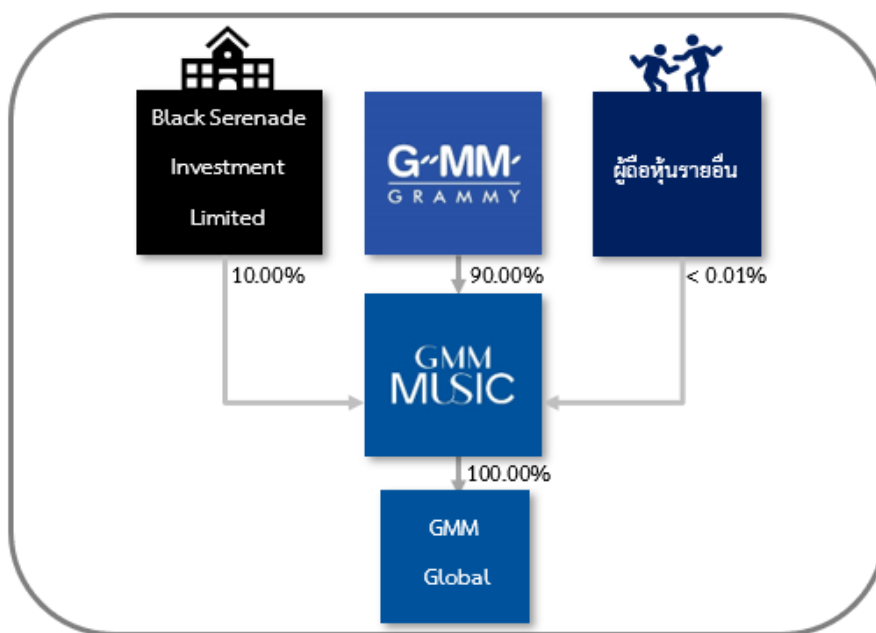 Black Serenade
Investment
Limited
G MM
GRAMMY
ผู้ถือหุ้นรายอื่น
10.00%
90.00%
< 0.01%
GMM
MUSIC
100.00%
GMM
Global